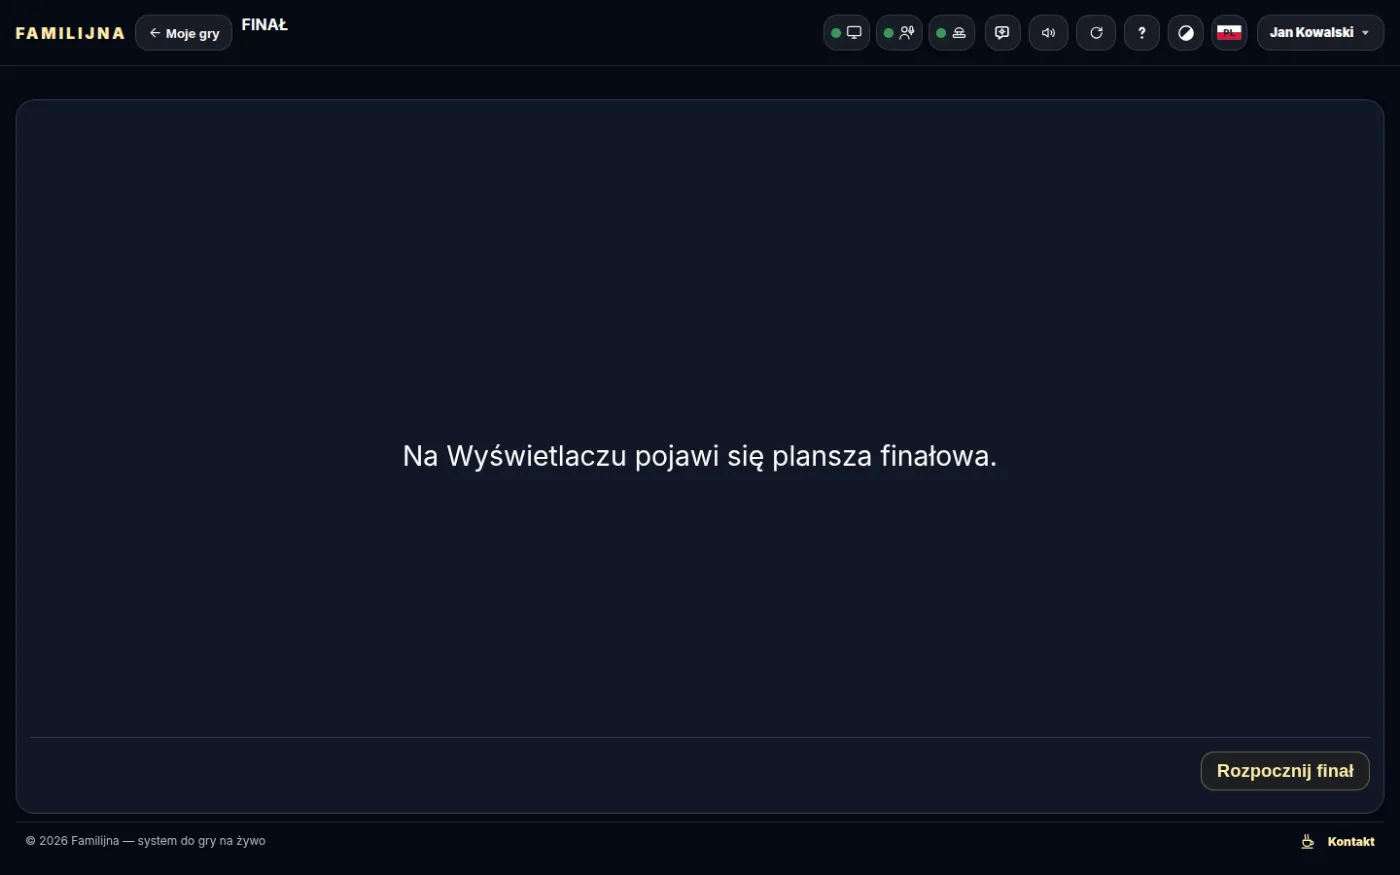 FAMILIJNA
← Moje gry
FINAŁ
?
PL
Jan Kowalski
Na Wyświetlaczu pojawi się plansza finałowa.
Rozpocznij finał
© 2026 Familijna — system do gry na żywo
Kontakt